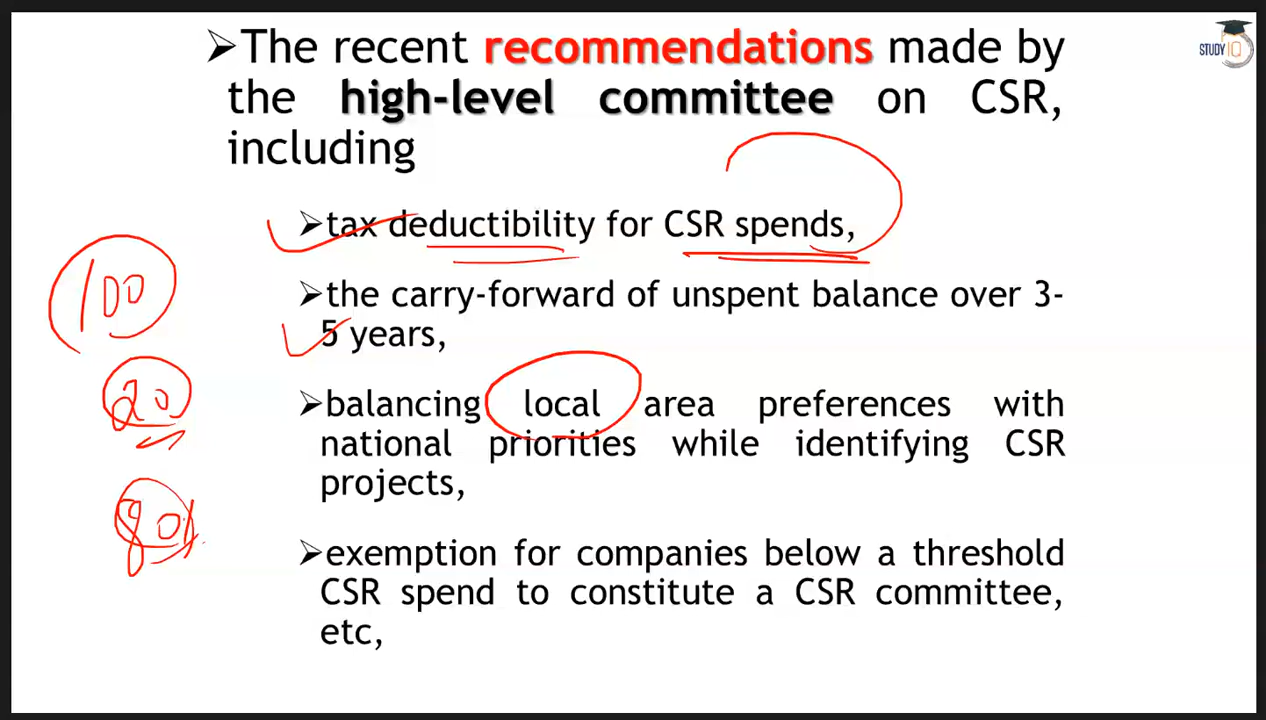 ➢The recent recommendations made by
the high-level committee on CSR,
including
➢tax deductibility for CSR spends,
➢the carry-forward of unspent balance over 3-
5 years,
➢balancing local area preferences with
national priorities while identifying CSR
projects,
➢exemption for companies below a threshold
CSR spend to constitute a CSR committee,
etc,
100
20
80%
STUDY IQ